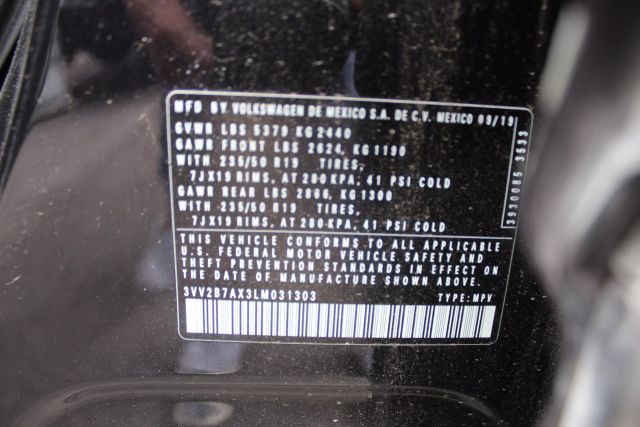 MFD BY VOLKSWAGEN DE MEXICO S.A. DE C.V. MEXICO 09/19
GVWR LBS 5379 KG 2440
GAWR FRONT LBS 2624, KG 1190
WITH 235/50 R19 TIRES,
7JX19 RIMS, AT 280 KPA, 41 PSI COLD
GAWR REAR LBS 2866, KG 1300
WITH 235/50 R19 TIRES,
7JX19 RIMS, AT 280 KPA, 41 PSI COLD
THIS VEHICLE CONFORMS TO ALL APPLICABLE
U.S. FEDERAL MOTOR VEHICLE SAFETY AND
THEFT PREVENTION STANDARDS IN EFFECT ON
THE DATE OF MANUFACTURE SHOWN ABOVE.
3VV2B7AX3LM031303 TYPE: MPV
3930085 3533